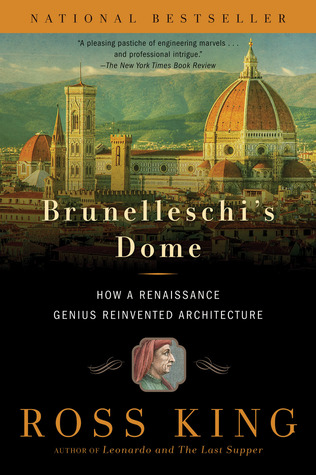 NATIONAL BESTSELLER
"A pleasing pastiche of engineering marvels . . .
and professional intrigue."
—The New York Times Book Review
Brunelleschi's
Dome
HOW A RENAISSANCE
GENIUS REINVENTED ARCHITECTURE
ROSS KING
AUTHOR OF Leonardo and The Last Supper